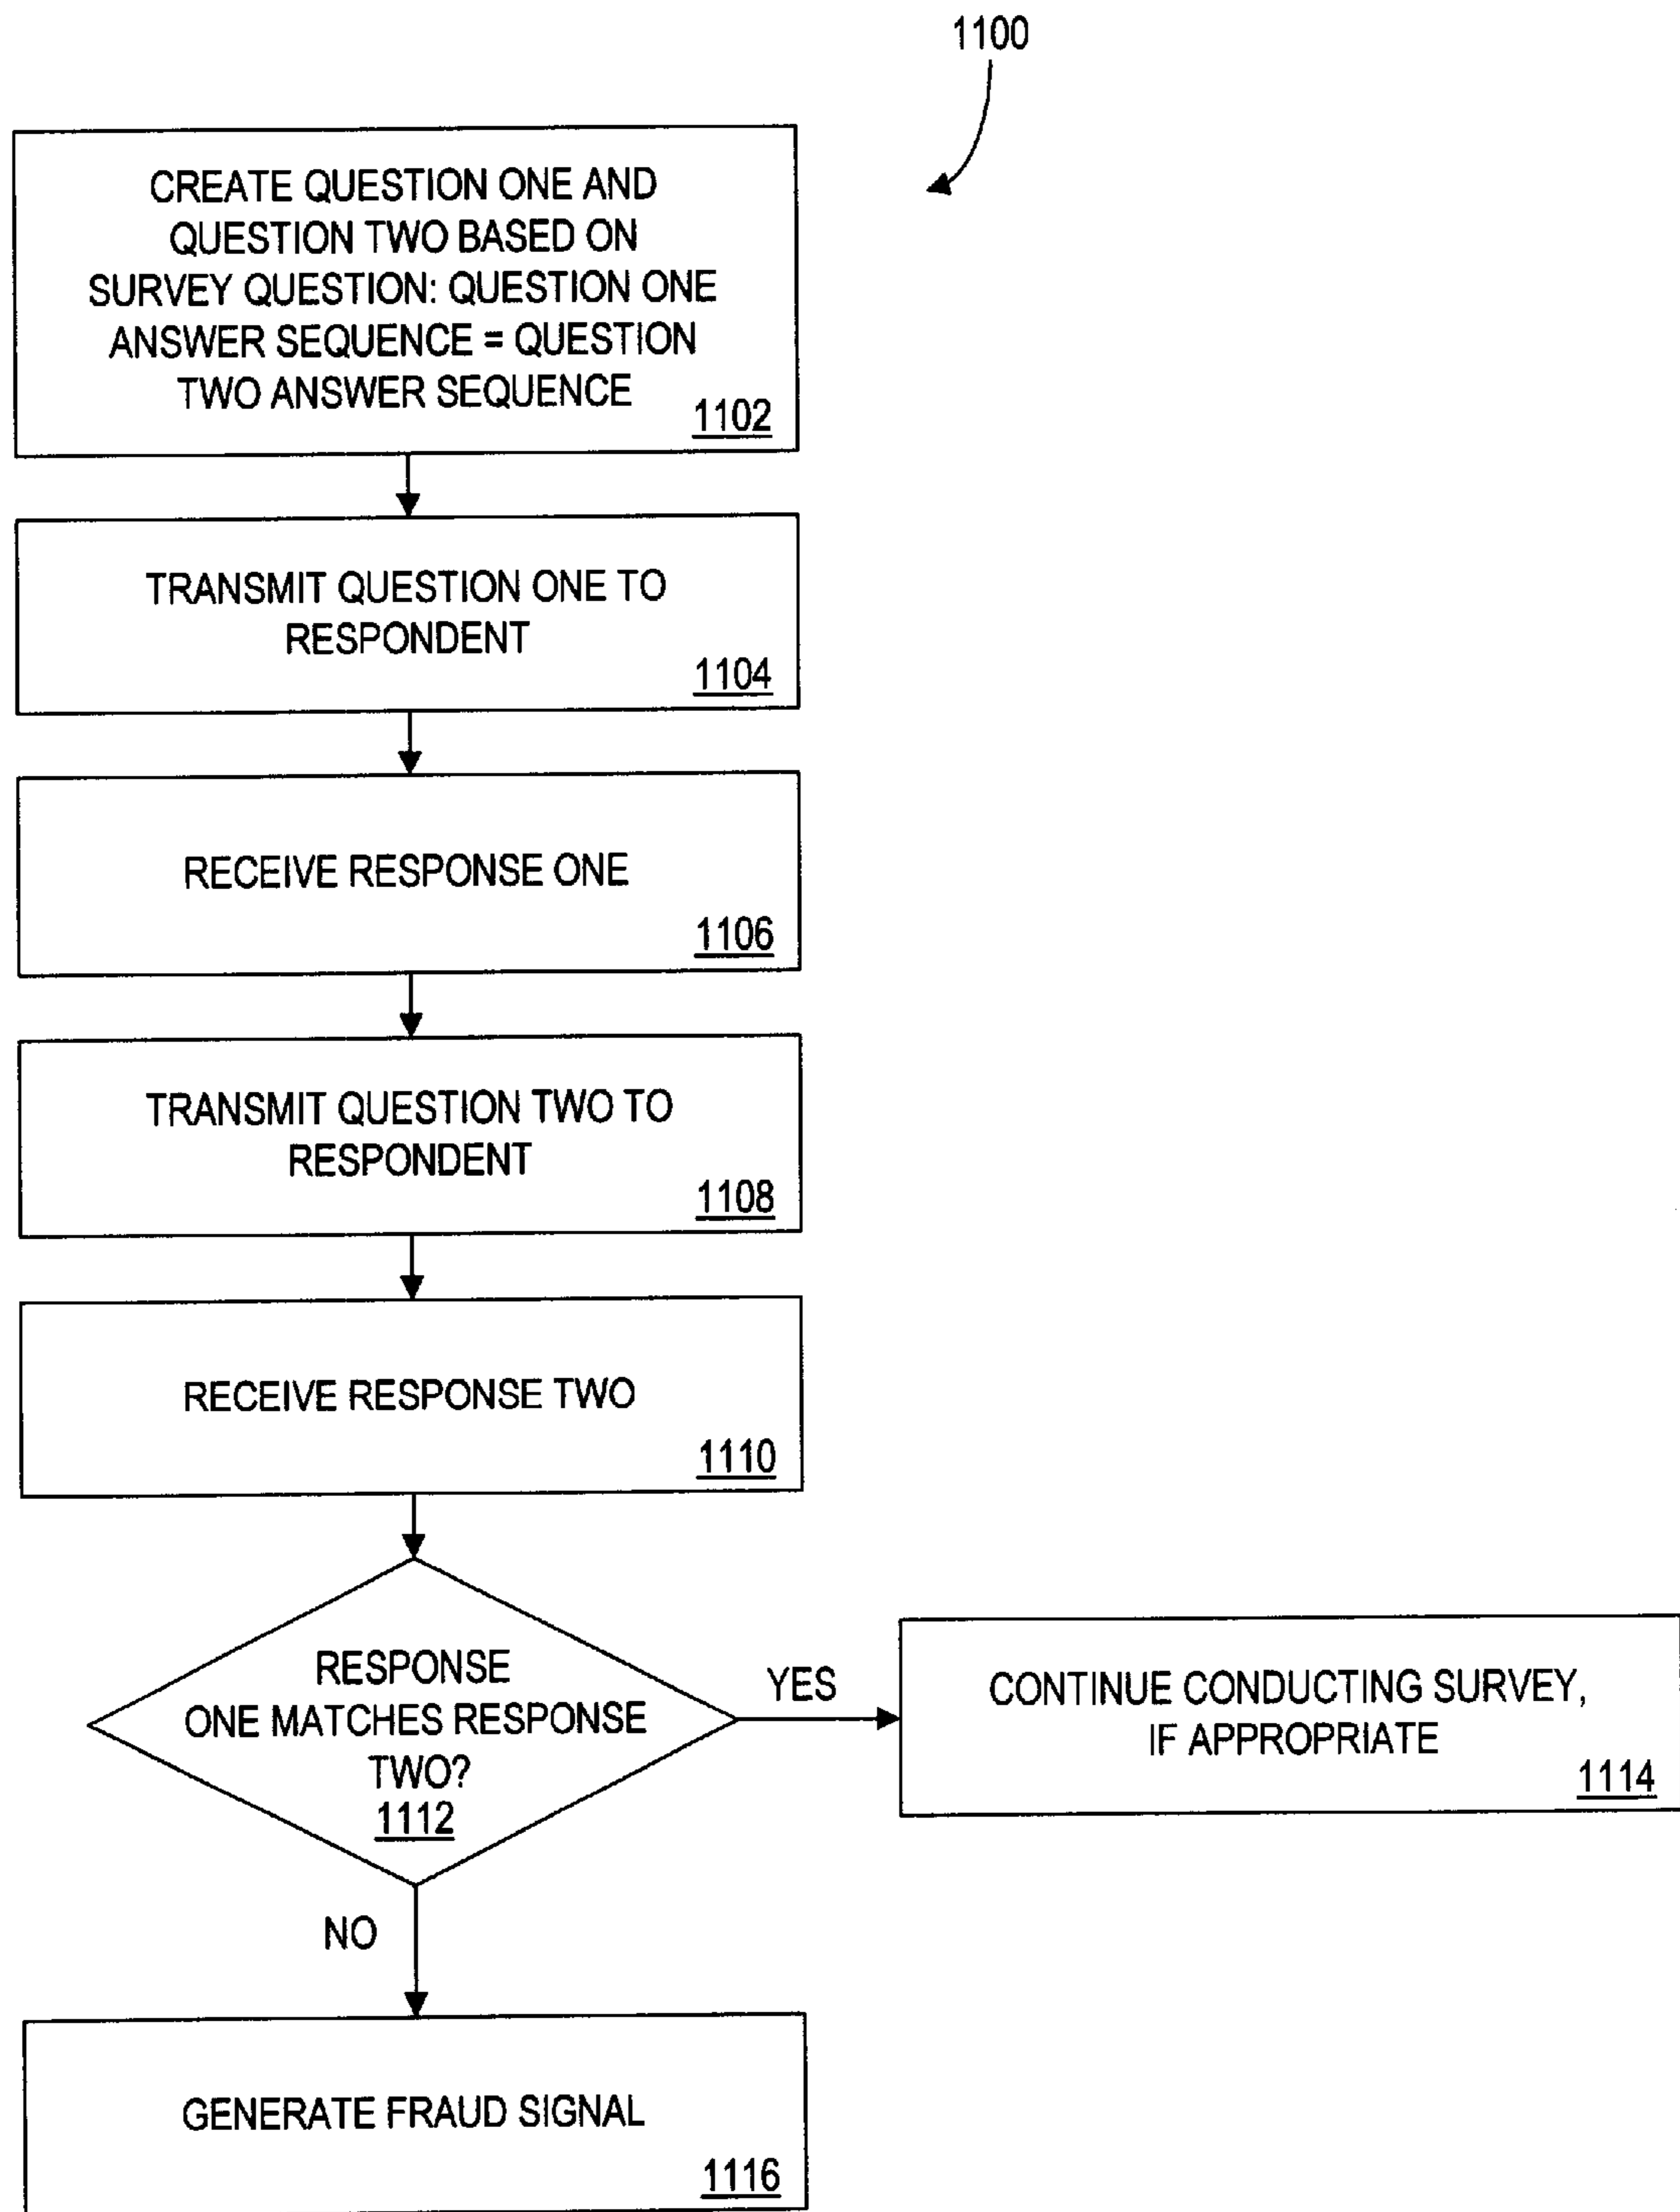 1100
CREATE QUESTION ONE AND
QUESTION TWO BASED ON
SURVEY QUESTION: QUESTION ONE
ANSWER SEQUENCE = QUESTION
TWO ANSWER SEQUENCE
1102
TRANSMIT QUESTION ONE TO
RESPONDENT
1104
RECEIVE RESPONSE ONE
1106
TRANSMIT QUESTION TWO TO
RESPONDENT
1108
RECEIVE RESPONSE TWO
1110
RESPONSE
ONE MATCHES RESPONSE
TWO?
1112
YES
CONTINUE CONDUCTING SURVEY,
IF APPROPRIATE
1114
NO
GENERATE FRAUD SIGNAL
1116